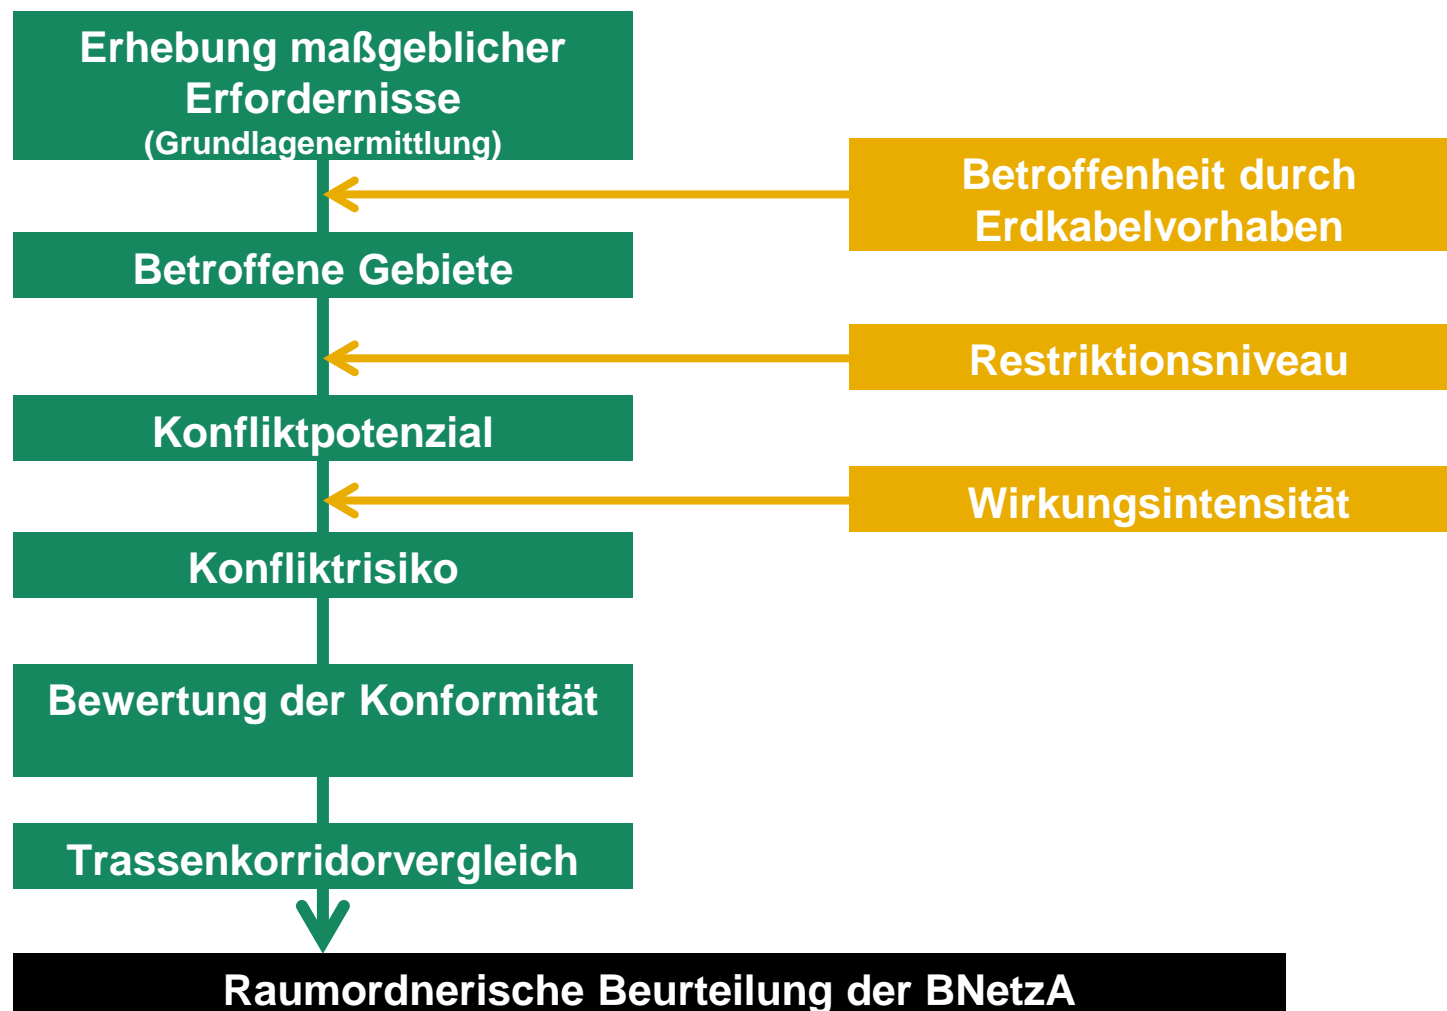 Erhebung maßgeblicher
Erfordernisse
(Grundlagenermittlung)
Betroffenheit durch
Erdkabelvorhaben
Betroffene Gebiete
Restriktionsniveau
Konfliktpotenzial
Wirkungsintensität
Konfliktrisiko
Bewertung der Konformität
Trassenkorridorvergleich
Raumordnerische Beurteilung der BNetzA